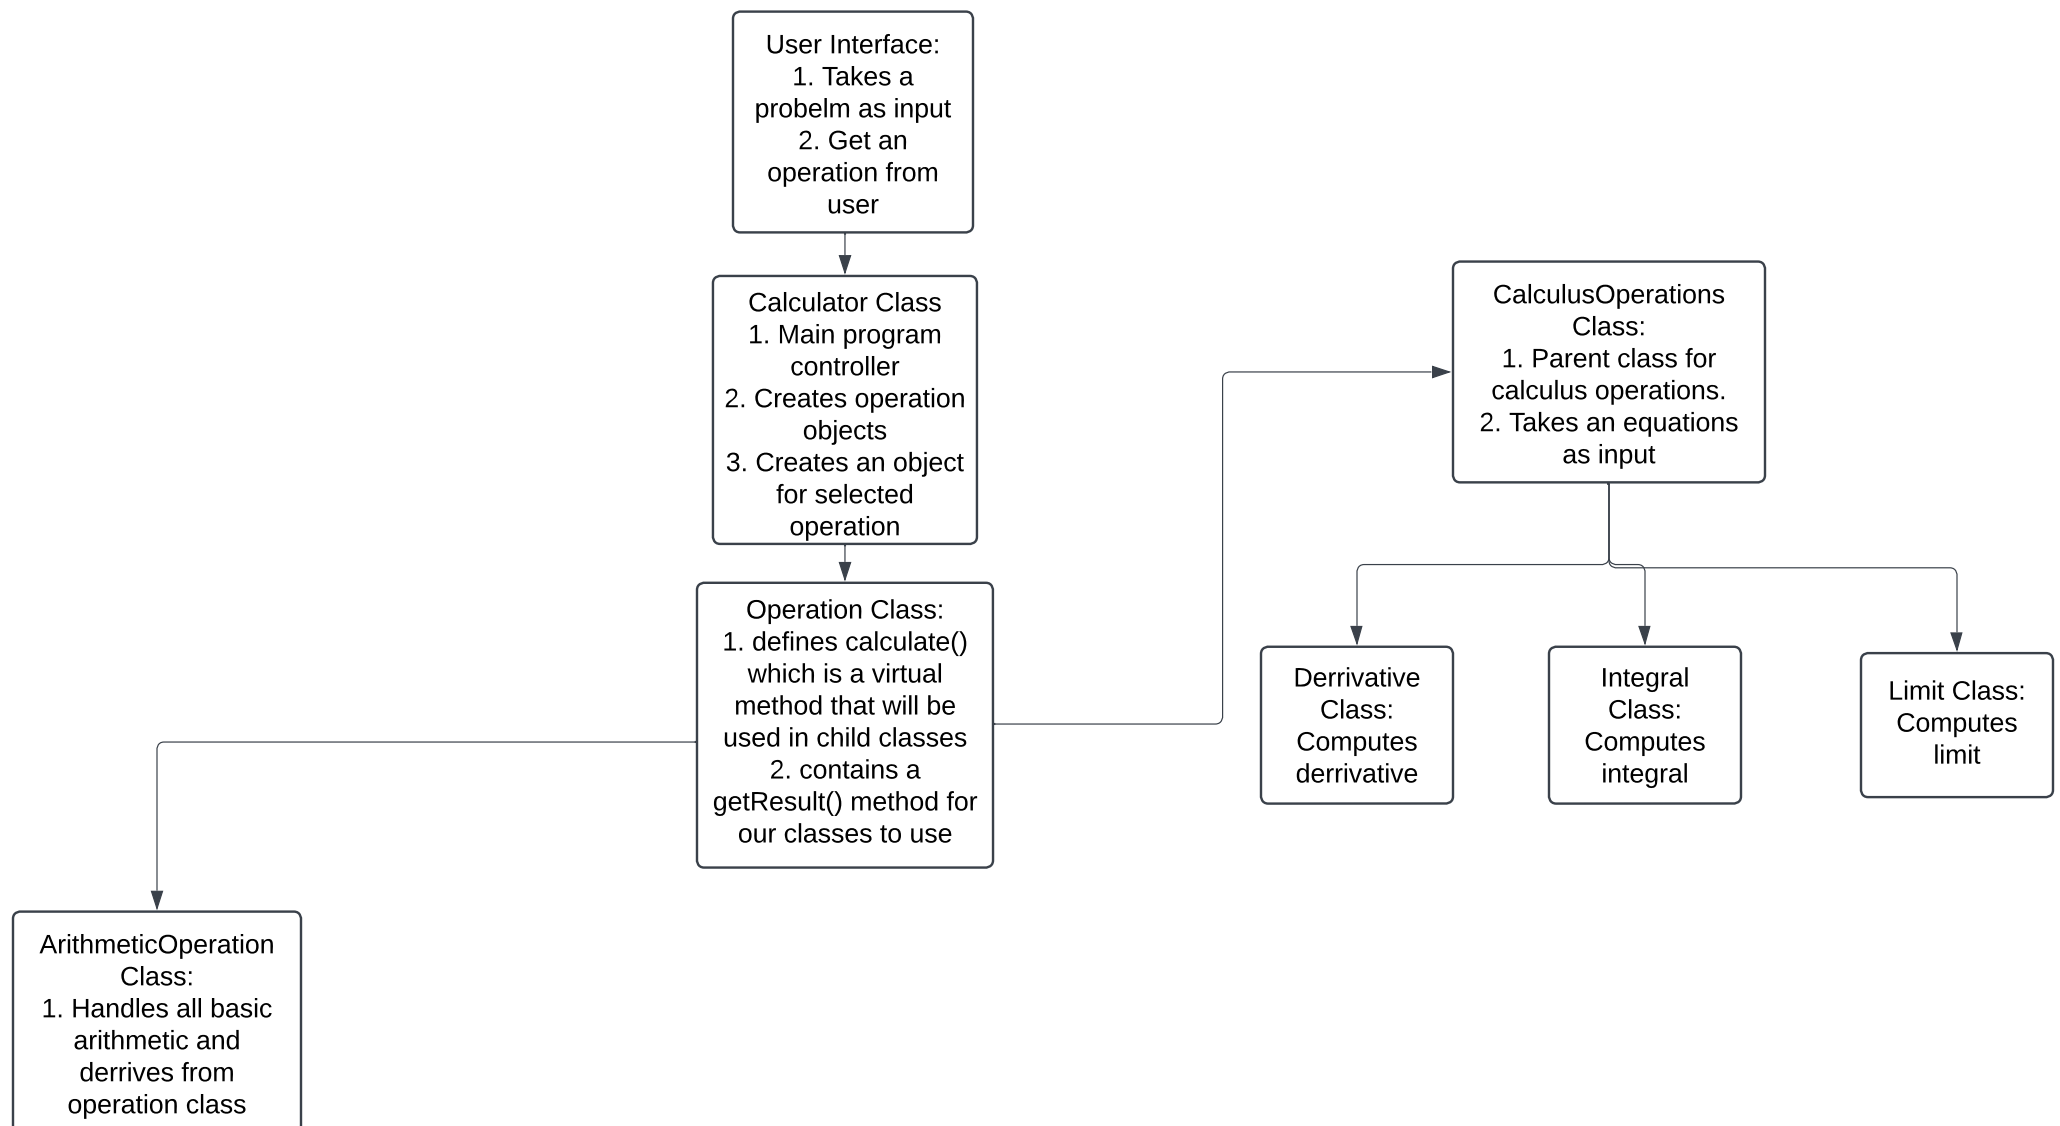 User Interface:
1. Takes a
probelm as input
2. Get an
operation from
user
Calculator Class
1. Main program
controller
2. Creates operation
objects
3. Creates an object
for selected
operation
Operation Class:
1. defines calculate()
which is a virtual
method that will be
used in child classes
2. contains a
getResult() method for
our classes to use
CalculusOperations
Class:
1. Parent class for
calculus operations.
2. Takes an equations
as input
Derrivative
Class:
Computes
derrivative
Integral
Class:
Computes
integral
Limit Class:
Computes
limit
ArithmeticOperation
Class:
1. Handles all basic
arithmetic and
derrives from
operation class